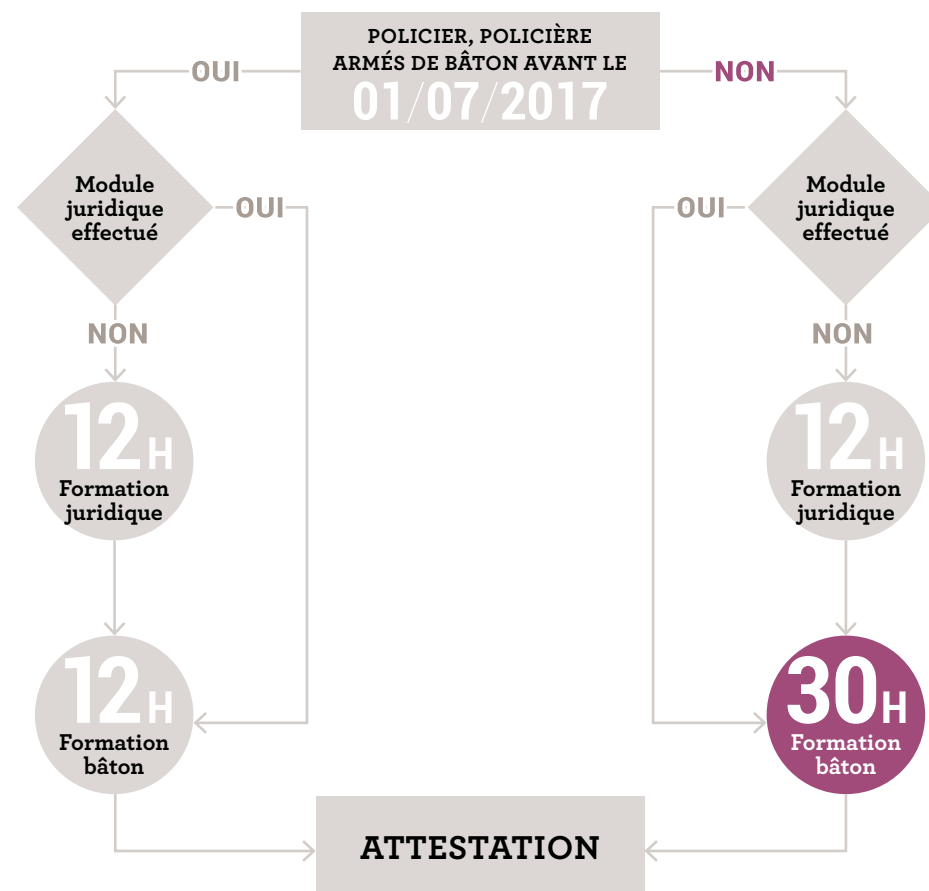 POLICIER, POLICIÈRE
ARMÉS DE BÂTON AVANT LE
01/07/2017
OUI
NON
Module
juridique
effectué
OUI
NON
12H
Formation
juridique
12H
Formation
bâton
Module
juridique
effectué
OUI
NON
12H
Formation
juridique
30H
Formation
bâton
ATTESTATION